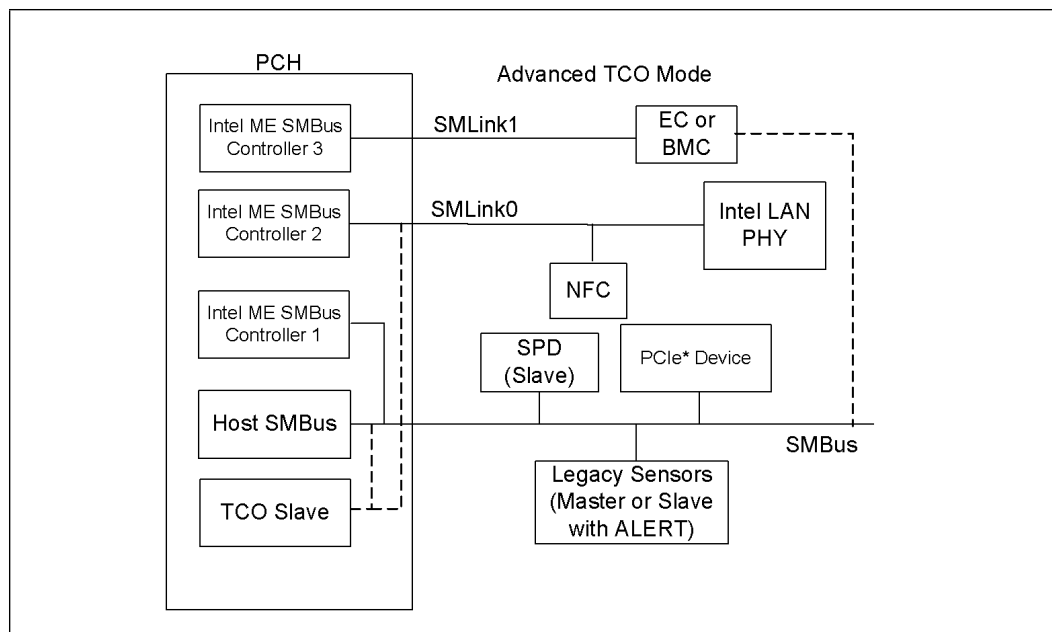 PCH
Advanced TCO Mode
Intel ME SMBus
Controller 3
SMLink1
EC or
BMC
Intel ME SMBus
Controller 2
SMLink0
Intel LAN
PHY
NFC
Intel ME SMBus
Controller 1
SPD
(Slave)
PCIe* Device
Host SMBus
SMBus
TCO Slave
Legacy Sensors
(Master or Slave
with ALERT)